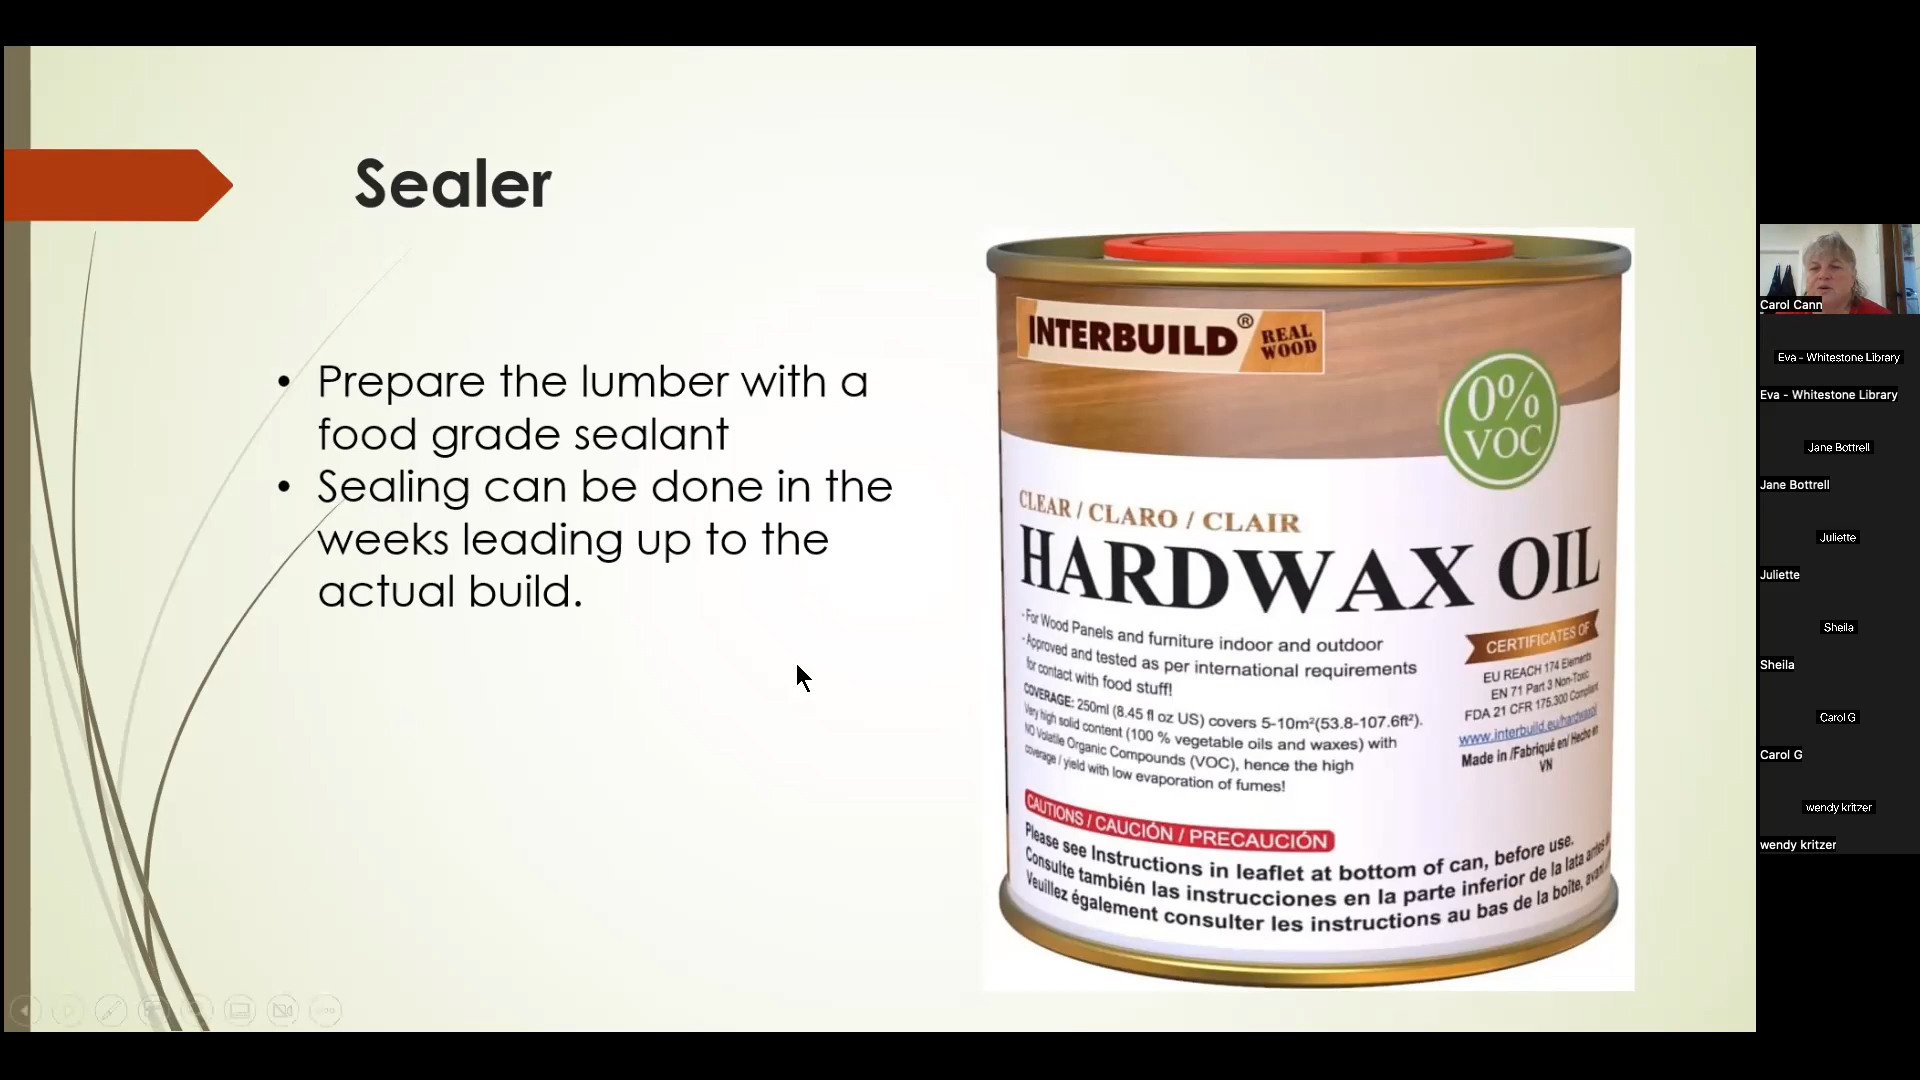 Sealer
• Prepare the lumber with a
food grade sealant
• Sealing can be done in the
weeks leading up to the
actual build.
INTERBUILD®
REAL
WOOD
0%
VOC
CLEAR / CLARO / CLAIR
HARDWAX OIL
- For Wood Panels and furniture indoor and outdoor
- Approved and tested as per international requirements
for contact with food stuff!
COVERAGE: 250ml (8.45 fl oz US) covers 5-10m²(53.8-107.6ft²).
Very high solid content (100 % vegetable oils and waxes) with
NO Volatile Organic Compounds (VOC), hence the high
coverage / yield with low evaporation of fumes!
CERTIFICATES OF
EU REACH 174 Elements
EN 71 Part 3 Non-Toxic
FDA 21 CFR 175.300 Compliant
www.interbuild.eu/hardwaxoil
Made in /Fabriqué en/ Hecho en
VN
CAUTIONS / CAUCIÓN / PRECAUCIÓN
Please see Instructions in leaflet at bottom of can, before use.
Consulte también las instrucciones en la parte inferior de la lata antes
Veuillez également consulter les instructions au bas de la boîte,
Carol Cann
Eva - Whitestone Library
Eva - Whitestone Library
Jane Bottrell
Jane Bottrell
Juliette
Juliette
Sheila
Sheila
Carol G
Carol G
wendy kritzer
wendy kritzer